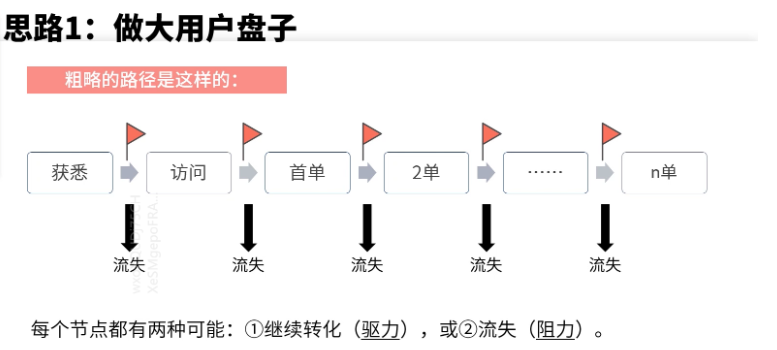 思路1：做大用户盘子
粗略的路径是这样的：
获悉 访问 首单 2单 …… n单
流失 流失 流失 流失 流失
每个节点都有两种可能：①继续转化（驱力），或②流失（阻力）。